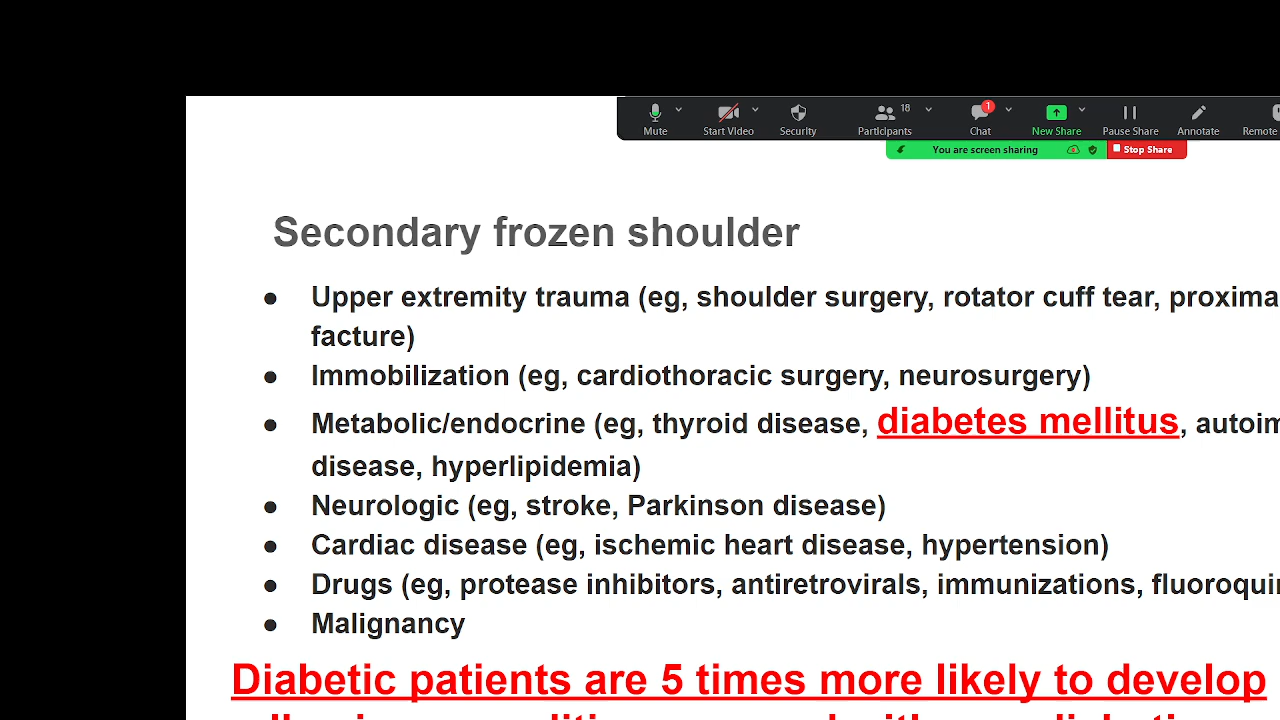 18
1
Mute
Start Video
Security
Participants
Chat
New Share
Pause Share
Annotate
Remote
You are screen sharing
Stop Share
Secondary frozen shoulder
● Upper extremity trauma (eg, shoulder surgery, rotator cuff tear, proxima
facture)
● Immobilization (eg, cardiothoracic surgery, neurosurgery)
● Metabolic/endocrine (eg, thyroid disease, diabetes mellitus, autoim
disease, hyperlipidemia)
● Neurologic (eg, stroke, Parkinson disease)
● Cardiac disease (eg, ischemic heart disease, hypertension)
● Drugs (eg, protease inhibitors, antiretrovirals, immunizations, fluoroquin
● Malignancy
Diabetic patients are 5 times more likely to develop